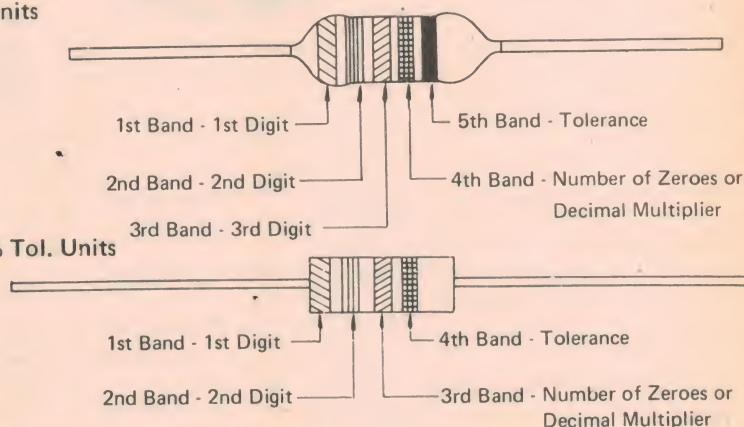 1st Band - 1st Digit
5th Band - Tolerance
2nd Band - 2nd Digit
4th Band - Number of Zeroes or
Decimal Multiplier
3rd Band - 3rd Digit
Tol. Units
1st Band - 1st Digit
4th Band - Tolerance
2nd Band - 2nd Digit
3rd Band - Number of Zeroes or
Decimal Multiplier